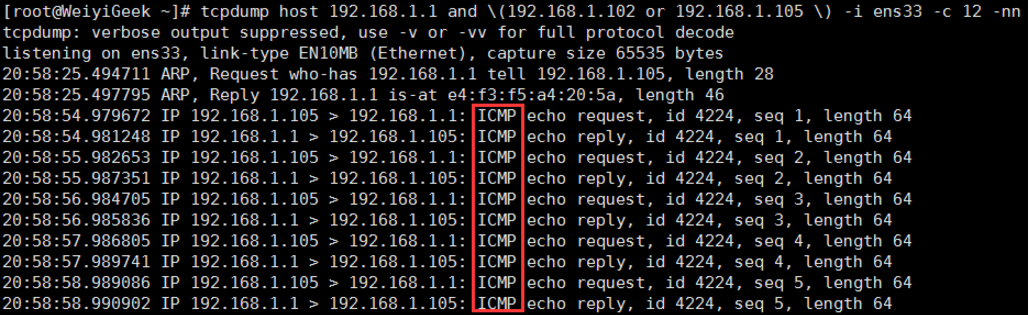 [root@WeiyiGeek ~]# tcpdump host 192.168.1.1 and \(192.168.1.102 or 192.168.1.105 \) -i ens33 -c 12 -nn
tcpdump: verbose output suppressed, use -v or -vv for full protocol decode
listening on ens33, link-type EN10MB (Ethernet), capture size 65535 bytes
20:58:25.494711 ARP, Request who-has 192.168.1.1 tell 192.168.1.105, length 28
20:58:25.497795 ARP, Reply 192.168.1.1 is-at e4:f3:f5:a4:20:5a, length 46
20:58:54.979672 IP 192.168.1.105 > 192.168.1.1: ICMP echo request, id 4224, seq 1, length 64
20:58:54.981248 IP 192.168.1.1 > 192.168.1.105: ICMP echo reply, id 4224, seq 1, length 64
20:58:55.982653 IP 192.168.1.105 > 192.168.1.1: ICMP echo request, id 4224, seq 2, length 64
20:58:55.987351 IP 192.168.1.1 > 192.168.1.105: ICMP echo reply, id 4224, seq 2, length 64
20:58:56.984705 IP 192.168.1.105 > 192.168.1.1: ICMP echo request, id 4224, seq 3, length 64
20:58:56.985836 IP 192.168.1.1 > 192.168.1.105: ICMP echo reply, id 4224, seq 3, length 64
20:58:57.986805 IP 192.168.1.105 > 192.168.1.1: ICMP echo request, id 4224, seq 4, length 64
20:58:57.989741 IP 192.168.1.1 > 192.168.1.105: ICMP echo reply, id 4224, seq 4, length 64
20:58:58.989086 IP 192.168.1.105 > 192.168.1.1: ICMP echo request, id 4224, seq 5, length 64
20:58:58.990902 IP 192.168.1.1 > 192.168.1.105: ICMP echo reply, id 4224, seq 5, length 64